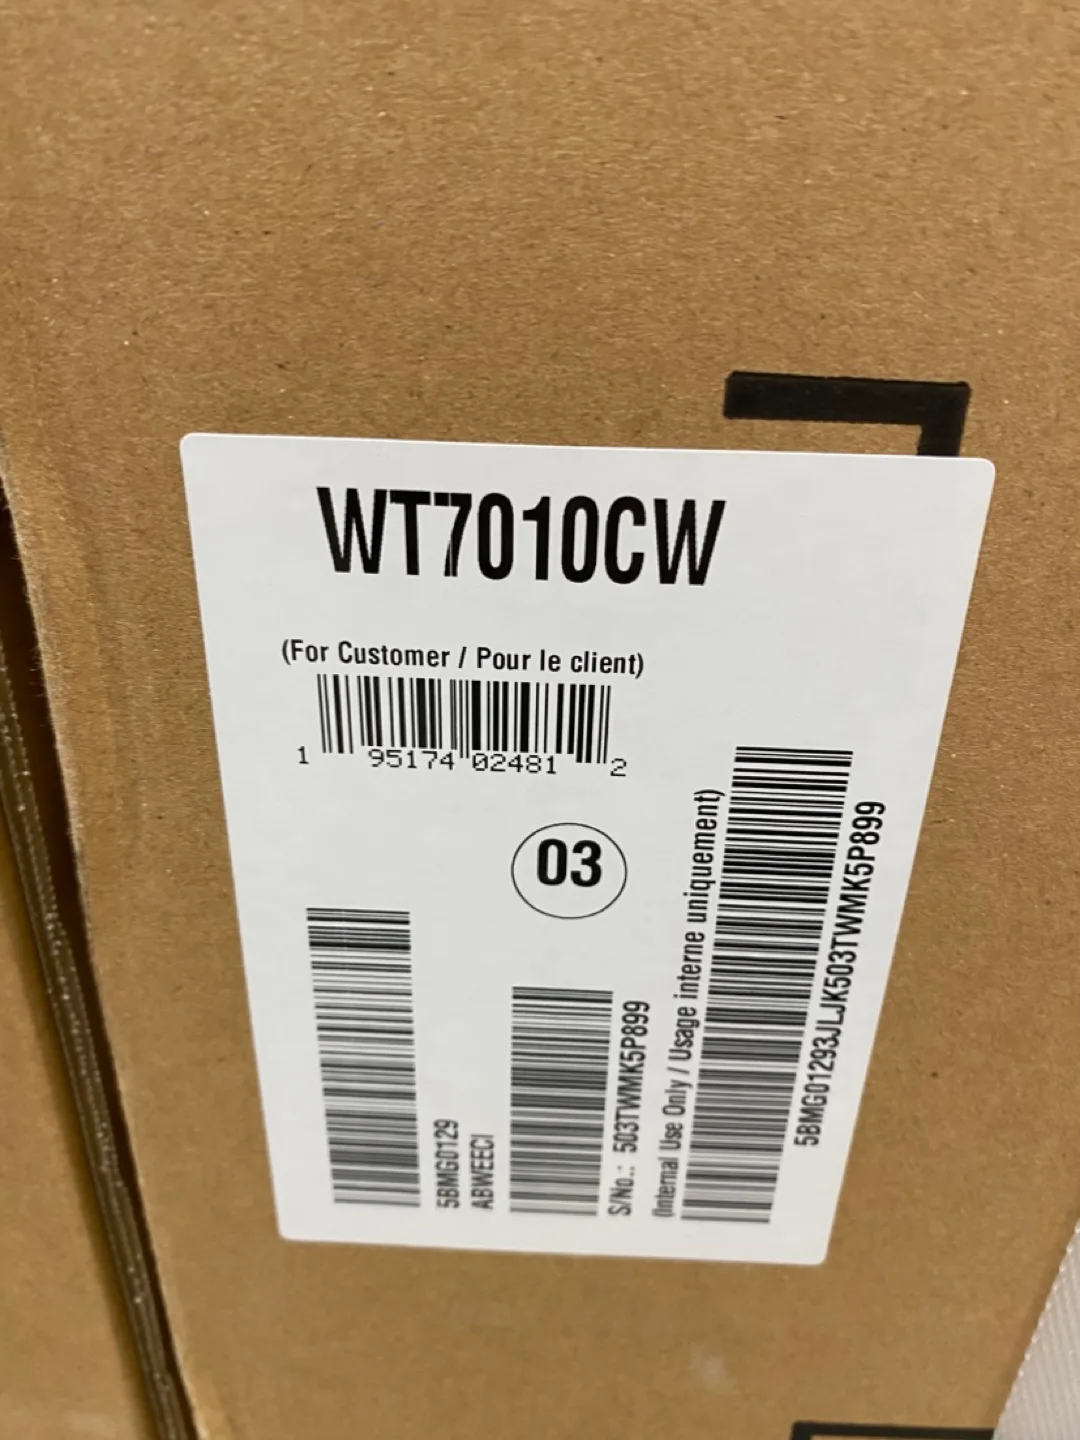 WT7010CW
(For Customer / Pour le client)
1 95174 02481 2
03
5BMG0129
ABWEECI
S/No.: 503TWMK5P899
(Internal Use Only / Usage interne uniquement)
5BMG01293JLJK503TWMK5P899